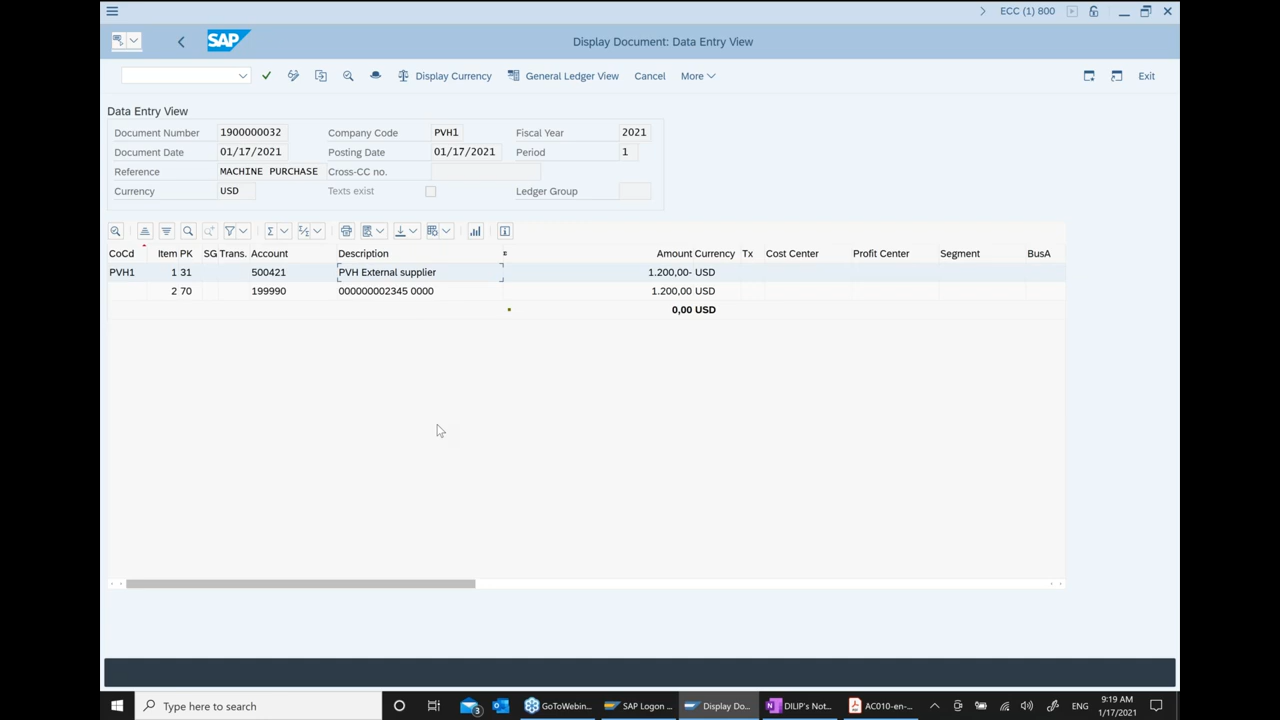 ECC (1) 800
SAP Display Document: Data Entry View
Display Currency General Ledger View Cancel More Exit
Data Entry View
Document Number 1900000032 Company Code PVH1 Fiscal Year 2021
Document Date 01/17/2021 Posting Date 01/17/2021 Period 1
Reference MACHINE PURCHASE Cross-CC no.
Currency USD Texts exist Ledger Group
CoCd Item PK SG Trans. Account Description Amount Currency Tx Cost Center Profit Center Segment BusA
PVH1 1 31 500421 PVH External supplier 1.200,00- USD
2 70 199990 000000002345 0000 1.200,00 USD
0,00 USD
Type here to search 3 GoToWebin... SAP Logon ... Display Do... DILIP's Not... AC010-en-... ENG 9:19 AM
1/17/2021